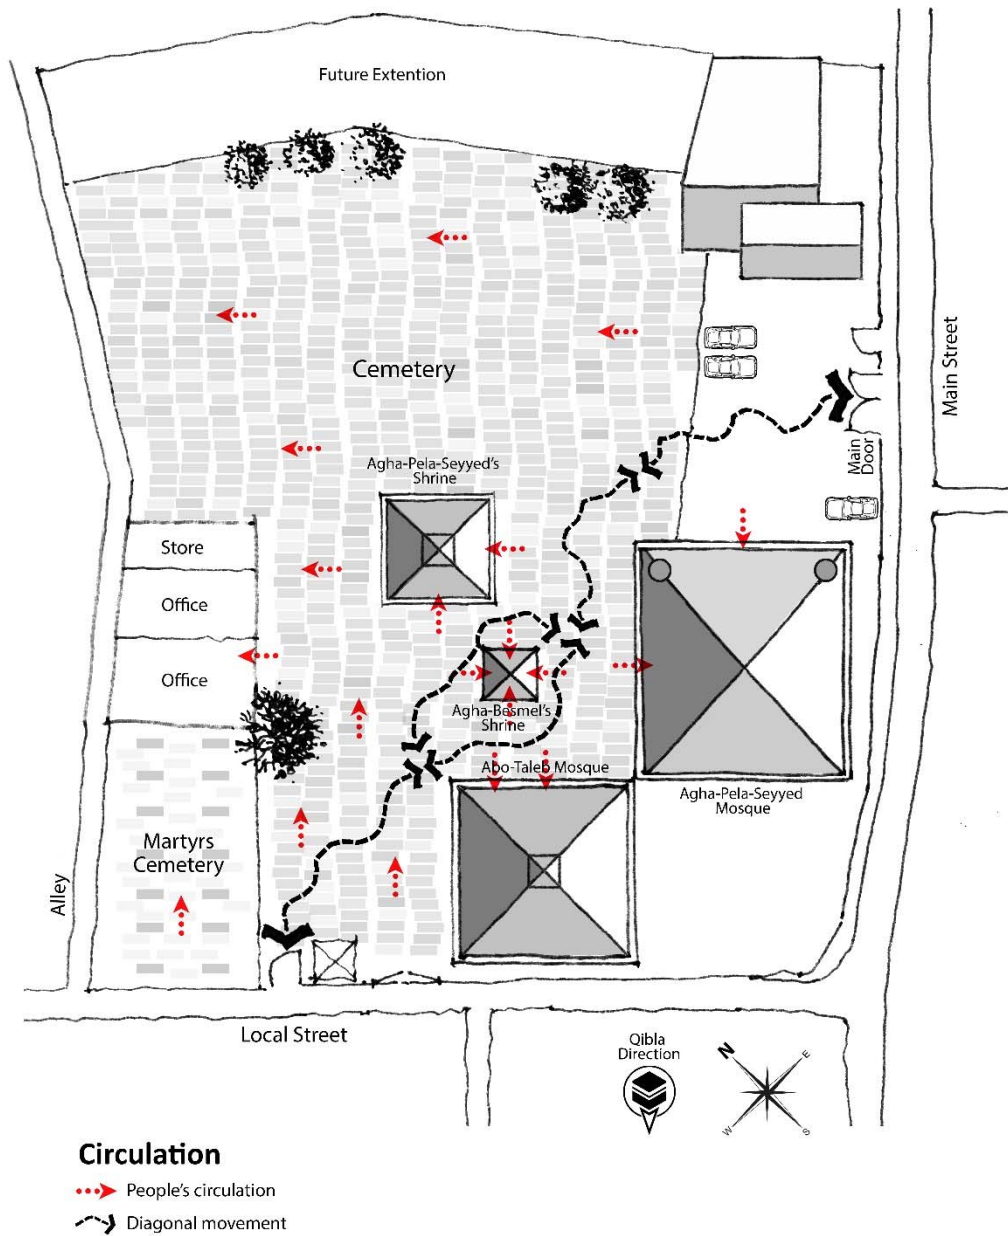 Future Extention
Cemetery
Main Street
Main
Door
Agha-Pela-Seyyed's
Shrine
Store
Office
Office
Agha-Besmel's
Shrine
Abo-Taleb Mosque
Agha-Pela-Seyyed
Mosque
Martyrs
Cemetery
Alley
Local Street
Qibla
Direction
N
E
W
S
Circulation
People's circulation
Diagonal movement